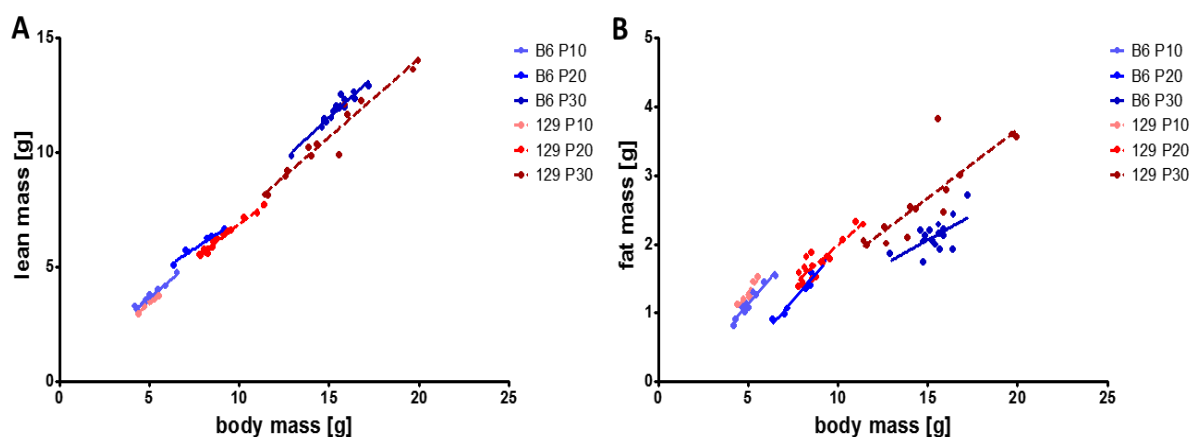 A
lean mass [g]
15
10
5
0
0 5 10 15 20 25
body mass [g]
B6 P10
B6 P20
B6 P30
129 P10
129 P20
129 P30
B
fat mass [g]
5
4
3
2
1
0
0 5 10 15 20 25
body mass [g]
B6 P10
B6 P20
B6 P30
129 P10
129 P20
129 P30